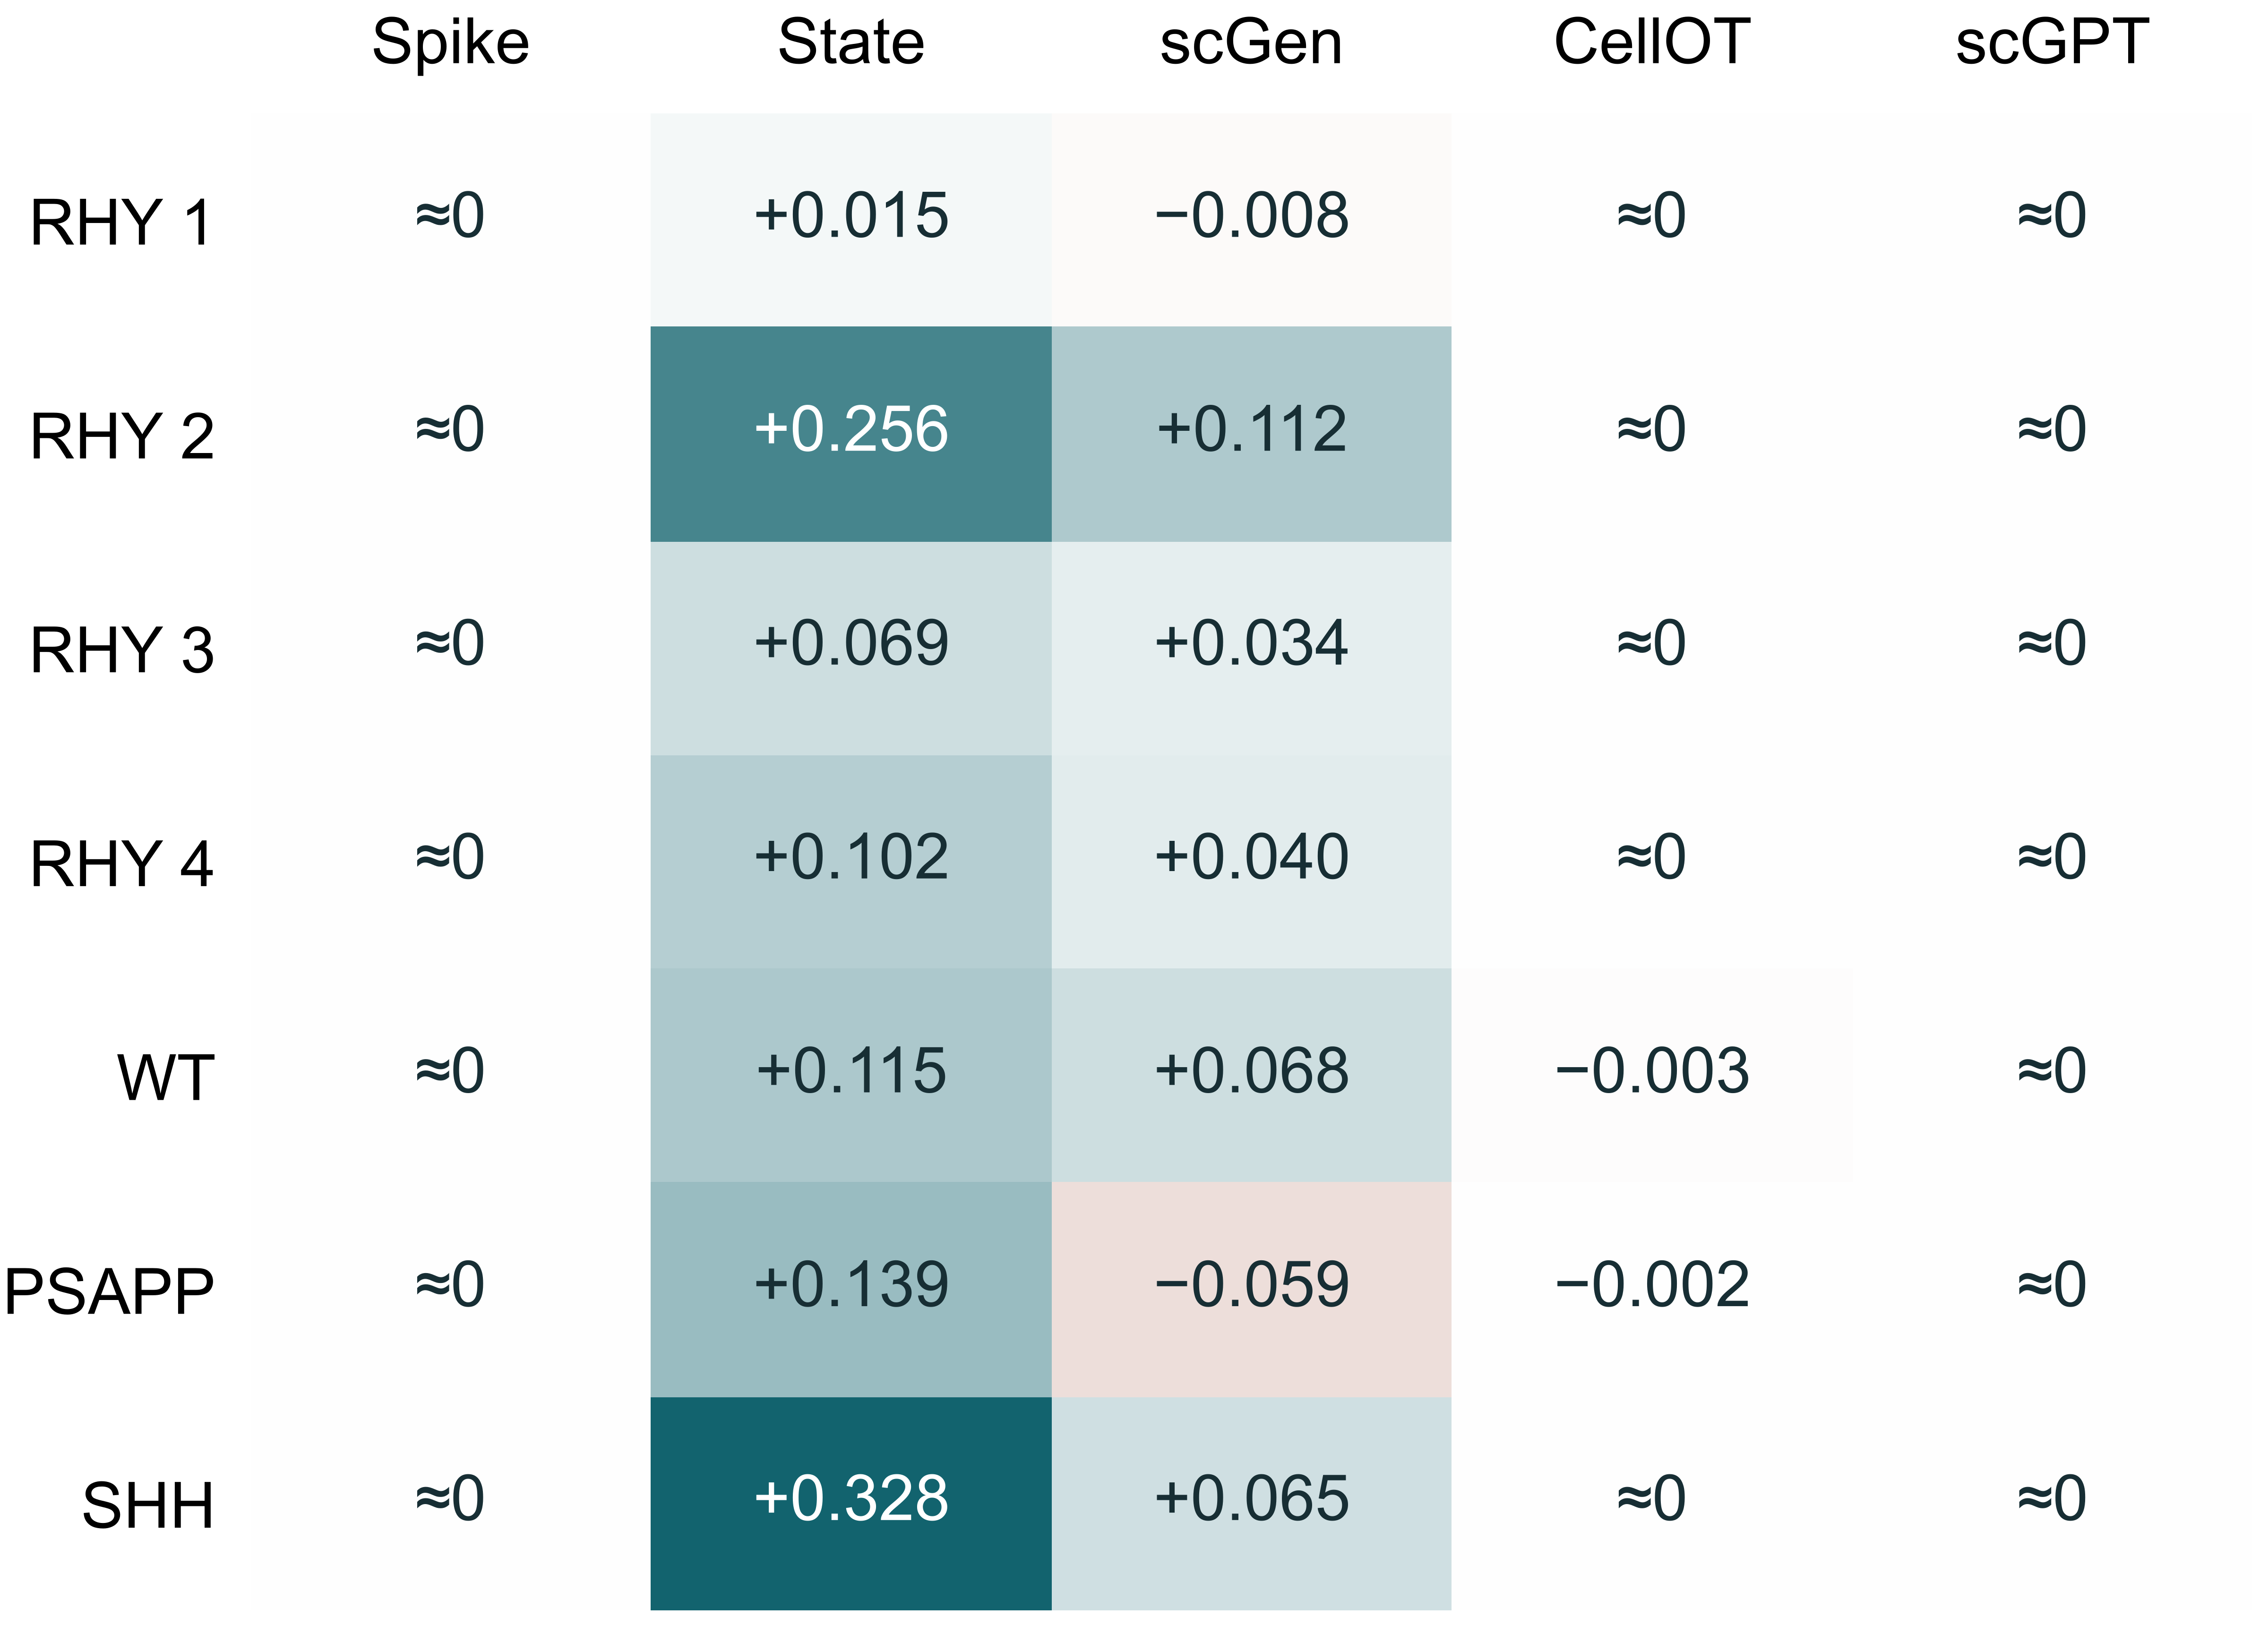 Spike State scGen CellOT scGPT
RHY 1 ≈0 +0.015 −0.008 ≈0 ≈0
RHY 2 ≈0 +0.256 +0.112 ≈0 ≈0
RHY 3 ≈0 +0.069 +0.034 ≈0 ≈0
RHY 4 ≈0 +0.102 +0.040 ≈0 ≈0
WT ≈0 +0.115 +0.068 −0.003 ≈0
PSAPP ≈0 +0.139 −0.059 −0.002 ≈0
SHH ≈0 +0.328 +0.065 ≈0 ≈0